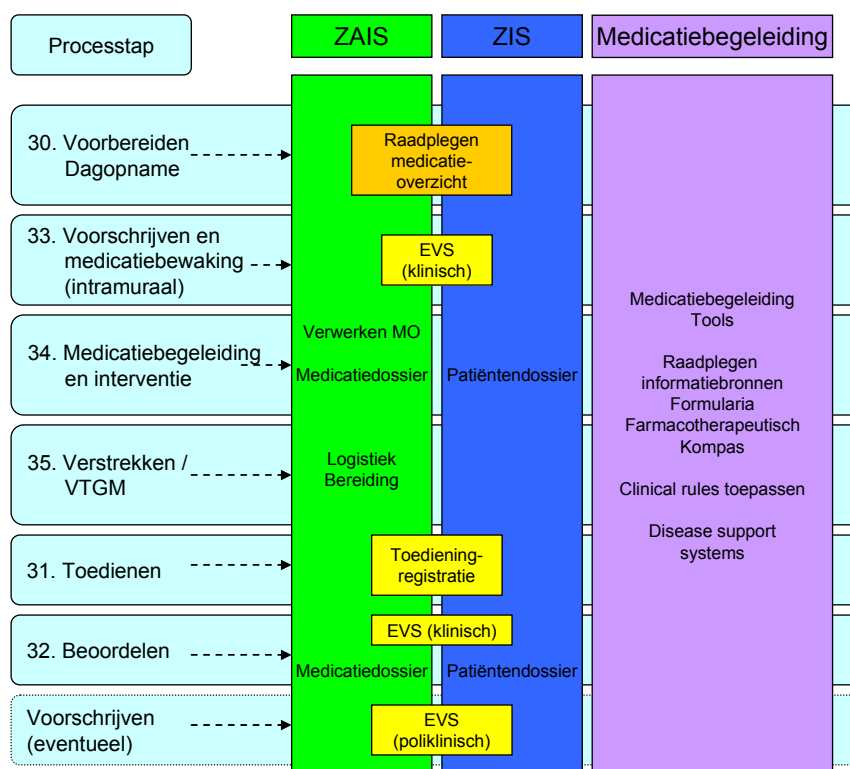 Processtap
ZAIS
ZIS
Medicatiebegeleiding
30. Voorbereiden
Dagopname
Raadplegen
medicatie-
overzicht
33. Voorschrijven en
medicatiebewaking
(intramuraal)
EVS
(klinisch)
34. Medicatiebegeleiding
en interventie
Verwerken MO
Medicatiedossier
Patiëntendossier
35. Verstrekken /
VTGM
Logistiek
Bereiding
31. Toedienen
Toediening-
registratie
32. Beoordelen
EVS (klinisch)
Medicatiedossier
Patiëntendossier
Voorschrijven
(eventueel)
EVS
(poliklinisch)
Medicatiebegeleiding
Tools
Raadplegen
informatiebronnen
Formularia
Farmacotherapeutisch
Kompas
Clinical rules toepassen
Disease support
systems